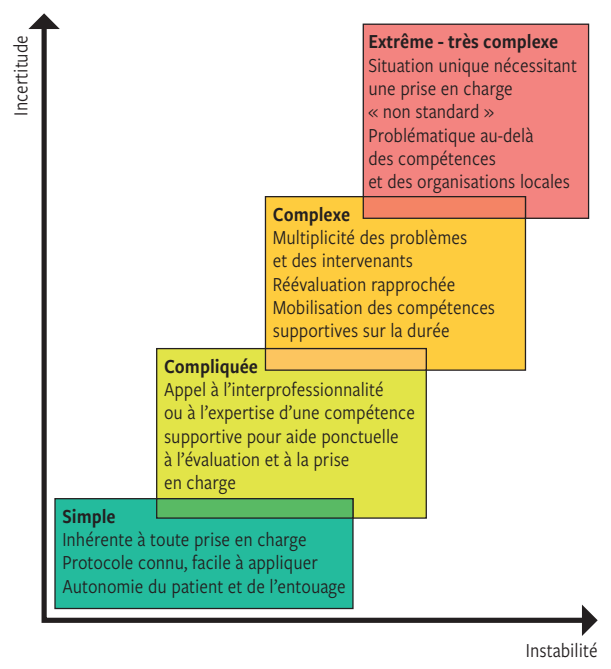 Incertitude
Extrême - très complexe
Situation unique nécessitant
une prise en charge
« non standard »
Problématique au-delà
des compétences
et des organisations locales
Complexe
Multiplicité des problèmes
et des intervenants
Réévaluation rapprochée
Mobilisation des compétences
supportives sur la durée
Compliquée
Appel à l’interprofessionnalité
ou à l’expertise d’une compétence
supportive pour aide ponctuelle
à l’évaluation et à la prise
en charge
Simple
Inhérente à toute prise en charge
Protocole connu, facile à appliquer
Autonomie du patient et de l’entouage
Instabilité